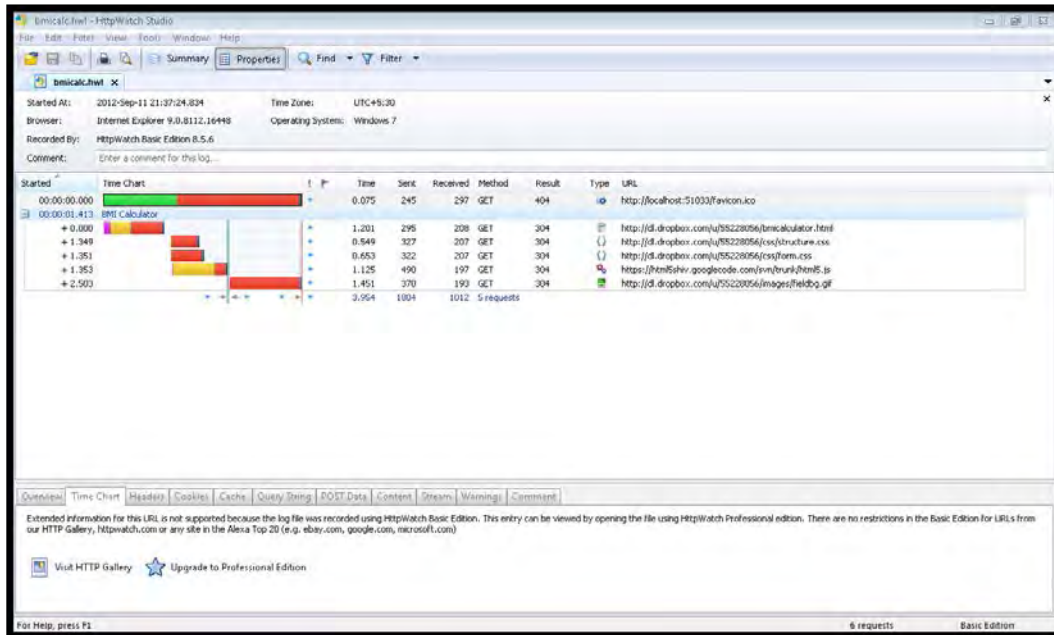 bmicalc.hwl - HttpWatch Studio
File Edit View Tools Window Help
Summary Properties Find Filter
bmicalc.hwl
Started At: 2012-Sep-11 21:37:24.834 Time Zone: UTC+5:30
Browser: Internet Explorer 9.0.8112.16448 Operating System: Windows 7
Recorded By: HttpWatch Basic Edition 8.5.6
Comment: Enter a comment for this log...
Started Time Chart ! Time Sent Received Method Result Type URL
00:00:00.000 0.075 245 297 GET 404 http://localhost:51033/favicon.ico
00:00:01.413 BMI Calculator
+ 0.000 1.201 295 208 GET 304 http://dl.dropbox.com/u/55228056/bmicalculator.html
+ 1.349 0.549 327 207 GET 304 http://dl.dropbox.com/u/55228056/css/structure.css
+ 1.351 0.653 322 207 GET 304 http://dl.dropbox.com/u/55228056/css/form.css
+ 1.353 1.125 490 197 GET 304 https://html5shiv.googlecode.com/svn/trunk/html5.js
+ 2.503 1.451 370 193 GET 304 http://dl.dropbox.com/u/55228056/images/fieldbg.gif
3.954 1804 1012 5 requests
Overview Time Chart Headers Cookies Cache Query String POST Data Content Stream Warnings Comment
Extended information for this URL is not supported because the log file was recorded using HttpWatch Basic Edition. This entry can be viewed by opening the file using HttpWatch Professional edition. There are no restrictions in the Basic Edition for URLs from
our HTTP Gallery, httpwatch.com or any site in the Alexa Top 20 (e.g. ebay.com, google.com, microsoft.com)
Visit HTTP Gallery Upgrade to Professional Edition
For Help, press F1 6 requests Basic Edition